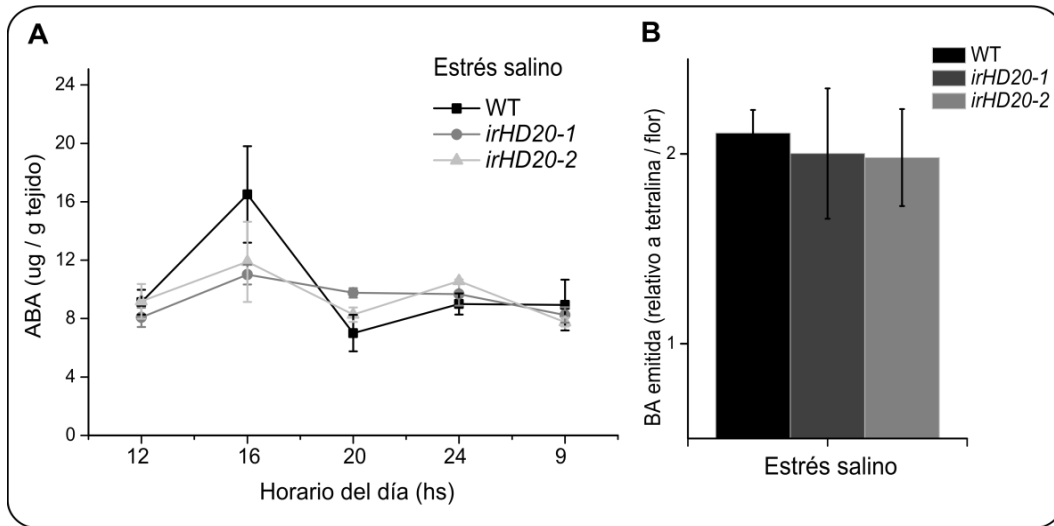 A
Estrés salino
WT
irHD20-1
irHD20-2
ABA (ug / g tejido)
24
20
16
12
8
4
0
12
16
20
24
9
Horario del día (hs)
B
WT
irHD20-1
irHD20-2
BA emitida (relativo a tetralina / flor)
2
1
Estrés salino